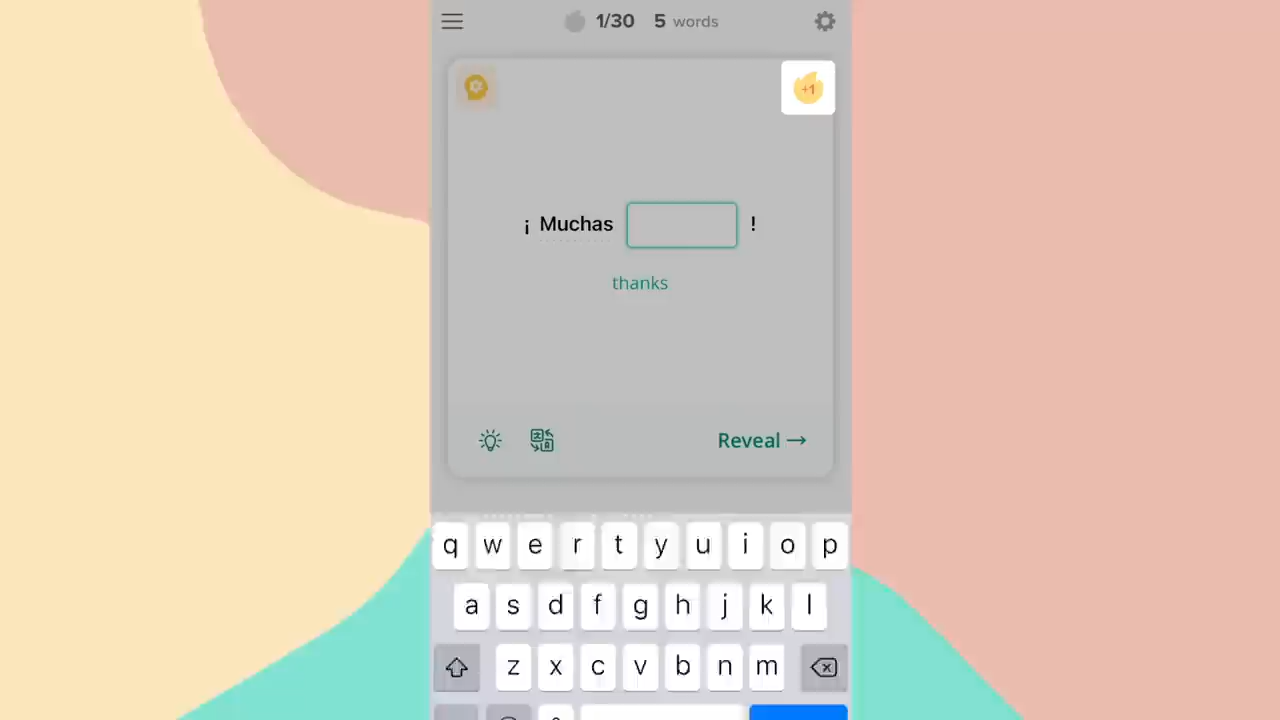 1/30 5 words
+1
¡ Muchas !
thanks
Reveal →
q w e r t y u i o p
a s d f g h j k l
z x c v b n m